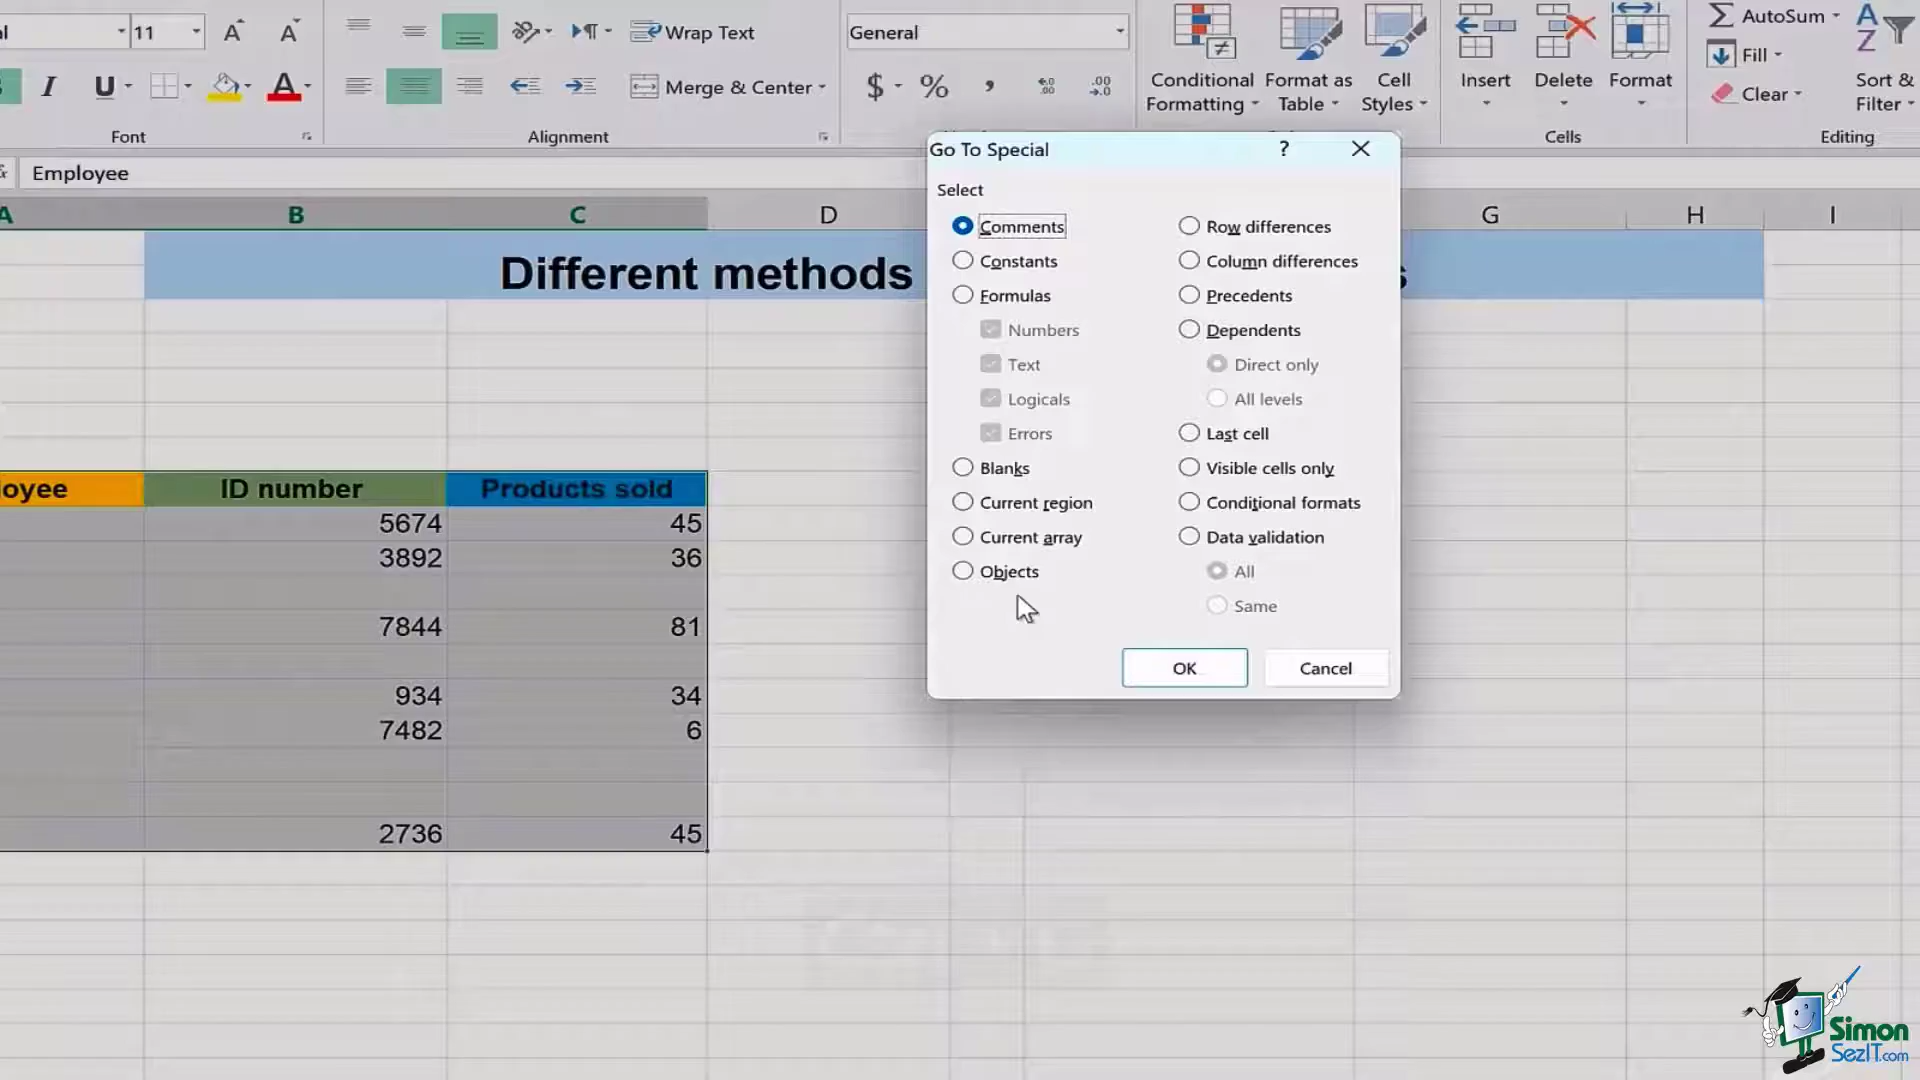 11
Wrap Text
General
AutoSum
Fill
I
U
A
Merge & Center
$
%
Conditional Formatting
Format as Table
Cell Styles
Insert
Delete
Format
Clear
Sort & Filter
Font
Alignment
Cells
Editing
Employee
A
B
C
D
G
H
I
Different methods
Go To Special
?
Select
Comments
Row differences
Constants
Column differences
Formulas
Precedents
Numbers
Dependents
Text
Direct only
Logicals
All levels
Errors
Last cell
Blanks
Visible cells only
Current region
Conditional formats
Current array
Data validation
Objects
All
Same
OK
Cancel
loyee
ID number
Products sold
5674
45
3892
36
7844
81
934
34
7482
6
2736
45
Simon
SezIT.com